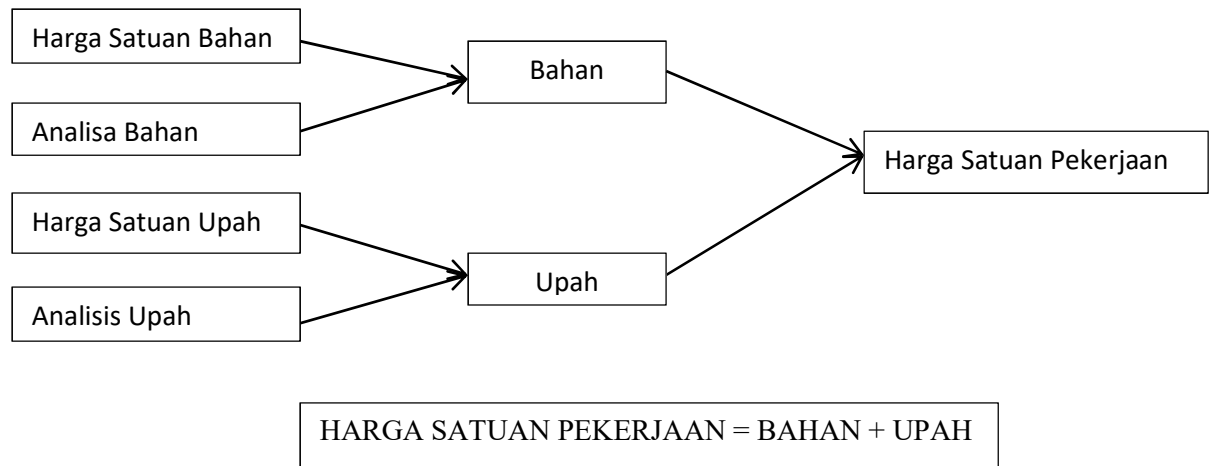 Harga Satuan Bahan
Bahan
Analisa Bahan
Harga Satuan Pekerjaan
Harga Satuan Upah
Upah
Analisis Upah
HARGA SATUAN PEKERJAAN = BAHAN + UPAH